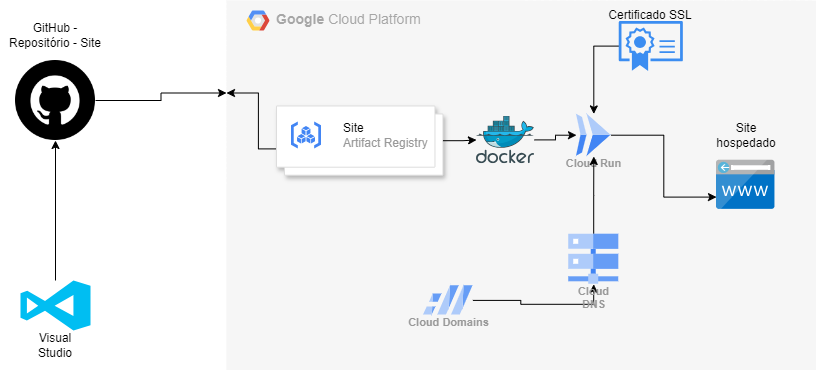 GitHub -
Repositório - Site
Google Cloud Platform
Certificado SSL
Site
Artifact Registry
docker
Cloud Run
Site
hospedado
WWW
Cloud
DNS
Cloud Domains
Visual
Studio